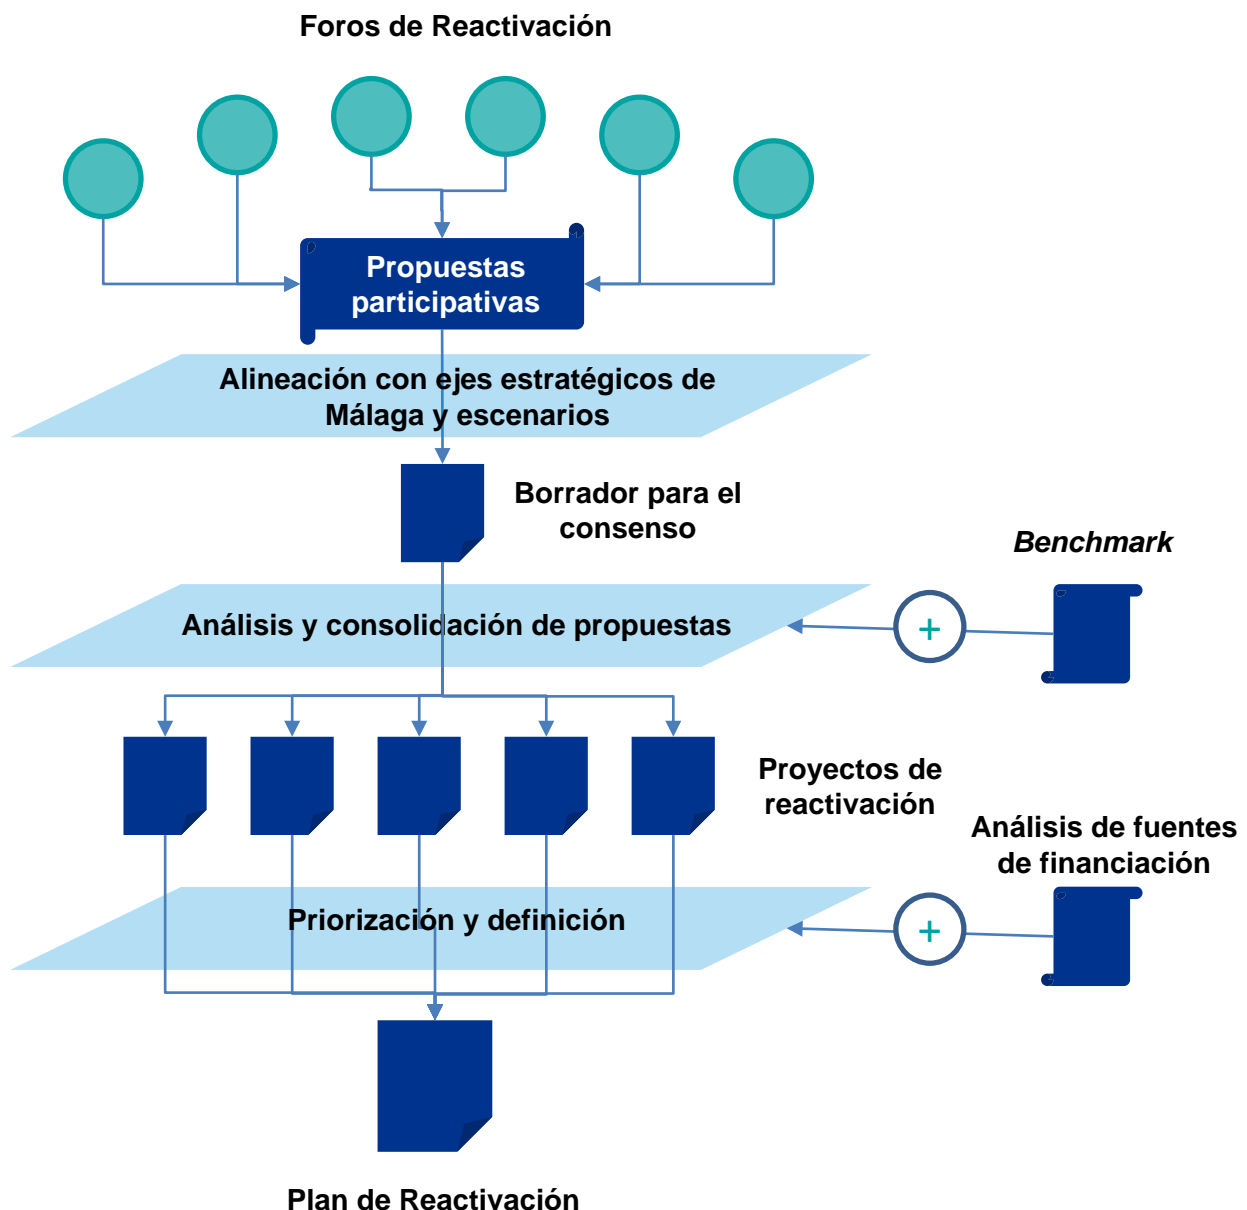 Foros de Reactivación
Propuestas
participativas
Alineación con ejes estratégicos de
Málaga y escenarios
Borrador para el
consenso
Benchmark
Análisis y consolidación de propuestas
+
Proyectos de
reactivación
Análisis de fuentes
de financiación
Priorización y definición
+
Plan de Reactivación